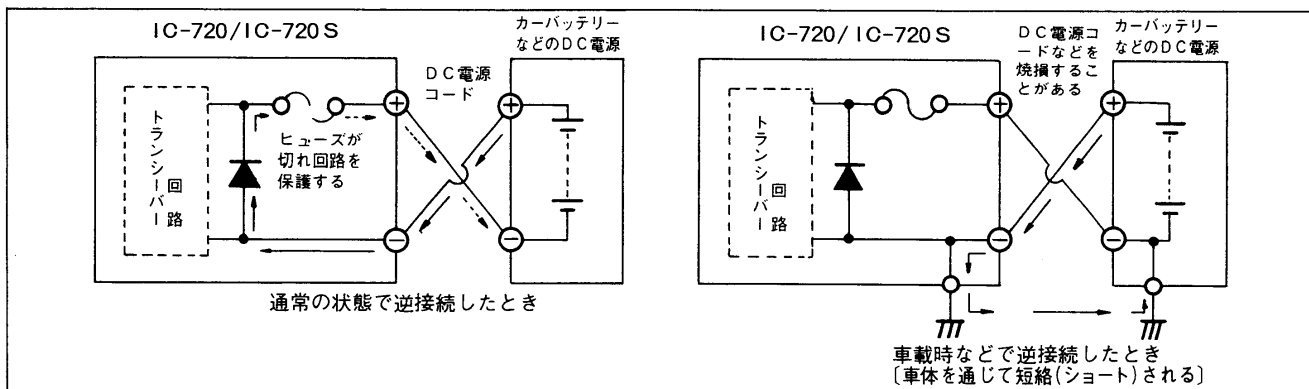 IC-720/IC-720S
カーバッテリー
などのDC電源
DC電源
コード
トランシーバー
回路
ヒューズが
切れ回路を
保護する
+
+
−
−
通常の状態で逆接続したとき
IC-720/IC-720S
DC電源コ
ードなどを
焼損するこ
とがある
カーバッテリー
などのDC電源
トランシーバー
回路
+
+
−
−
車載時などで逆接続したとき
〔車体を通じて短絡(ショート)される〕